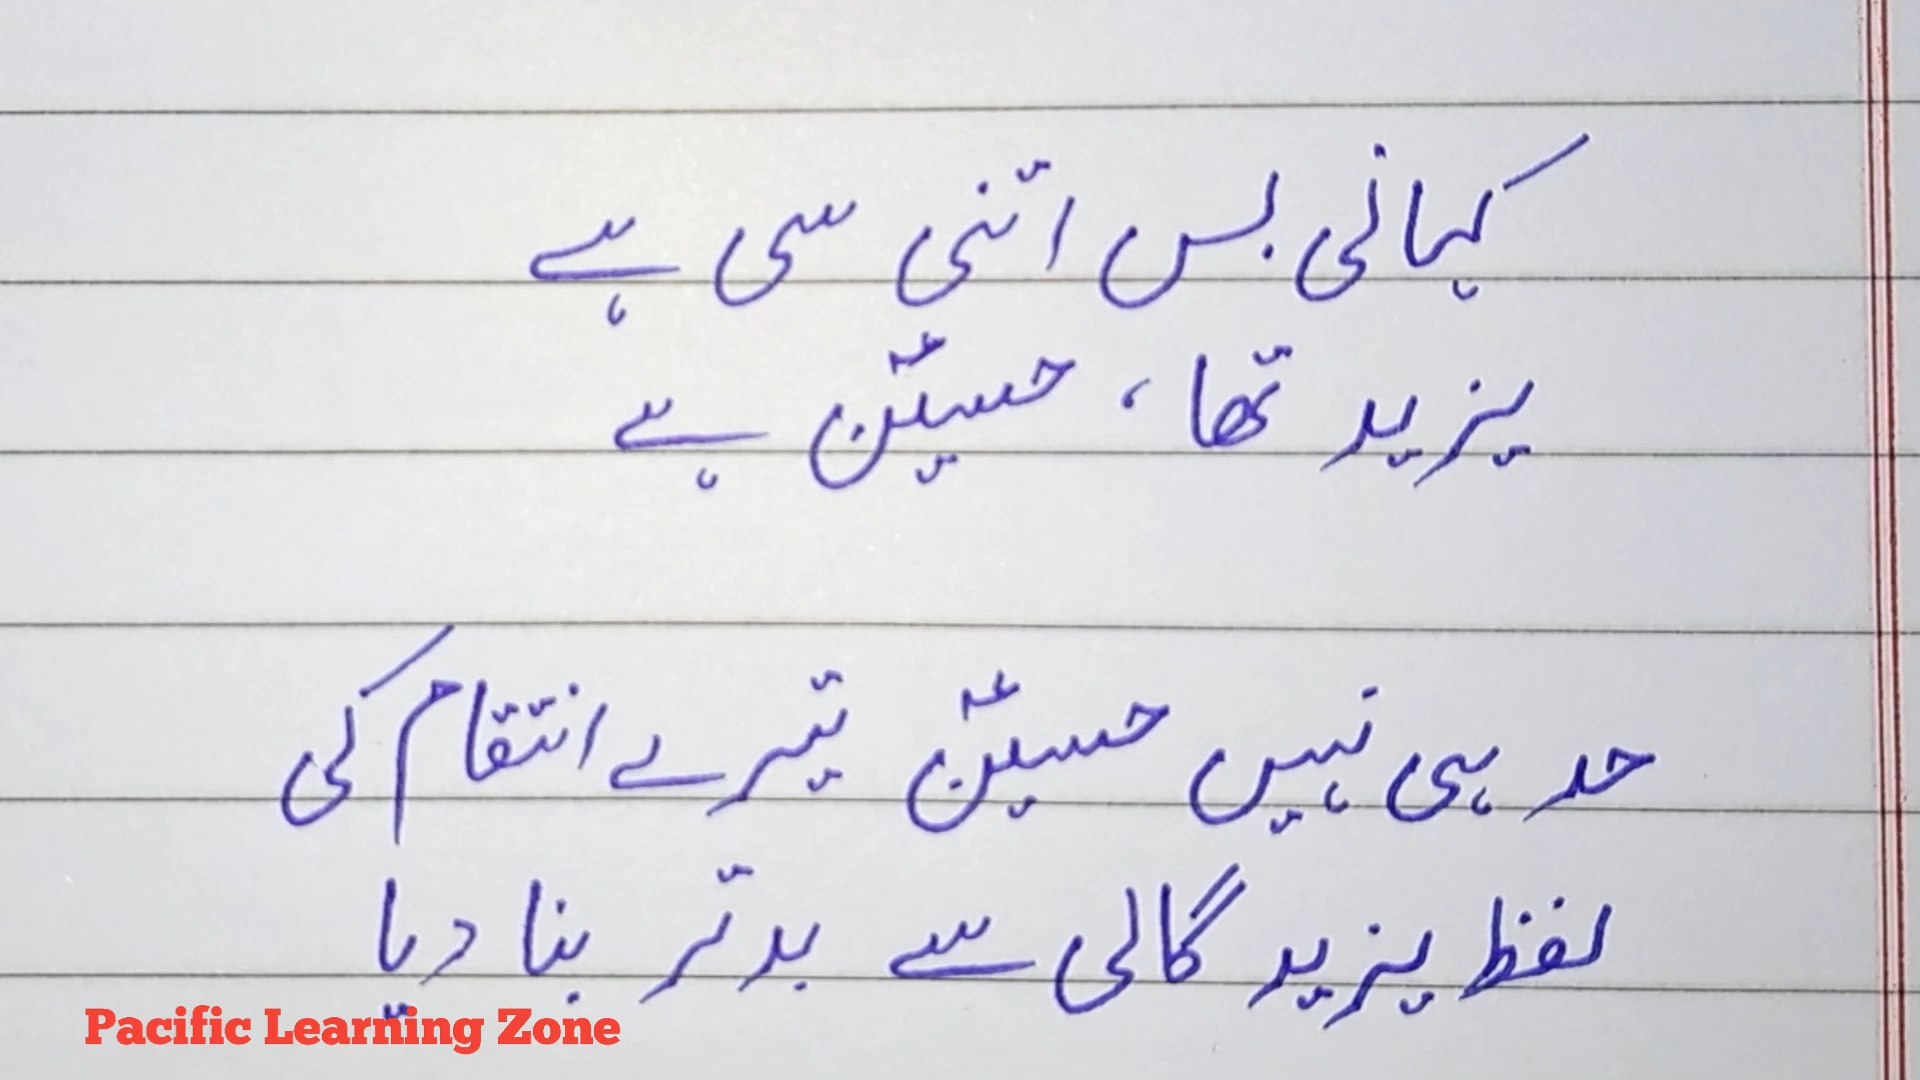 کہانی بس اتنی سی ہے
یزید تھا، حسینؑ ہے
حد ہی نہیں حسینؑ تیرے انتقام کی
لفظ یزید گالی سے بدتر بنا دیا
Pacific Learning Zone